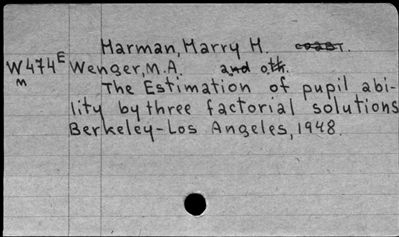 Harman, Harry H. соавт.
W474E Wenger, M.A. and oth.
m The Estimation of pupil abi-
lity by three factorial solutions
Berkeley-Los Angeles, 1948.